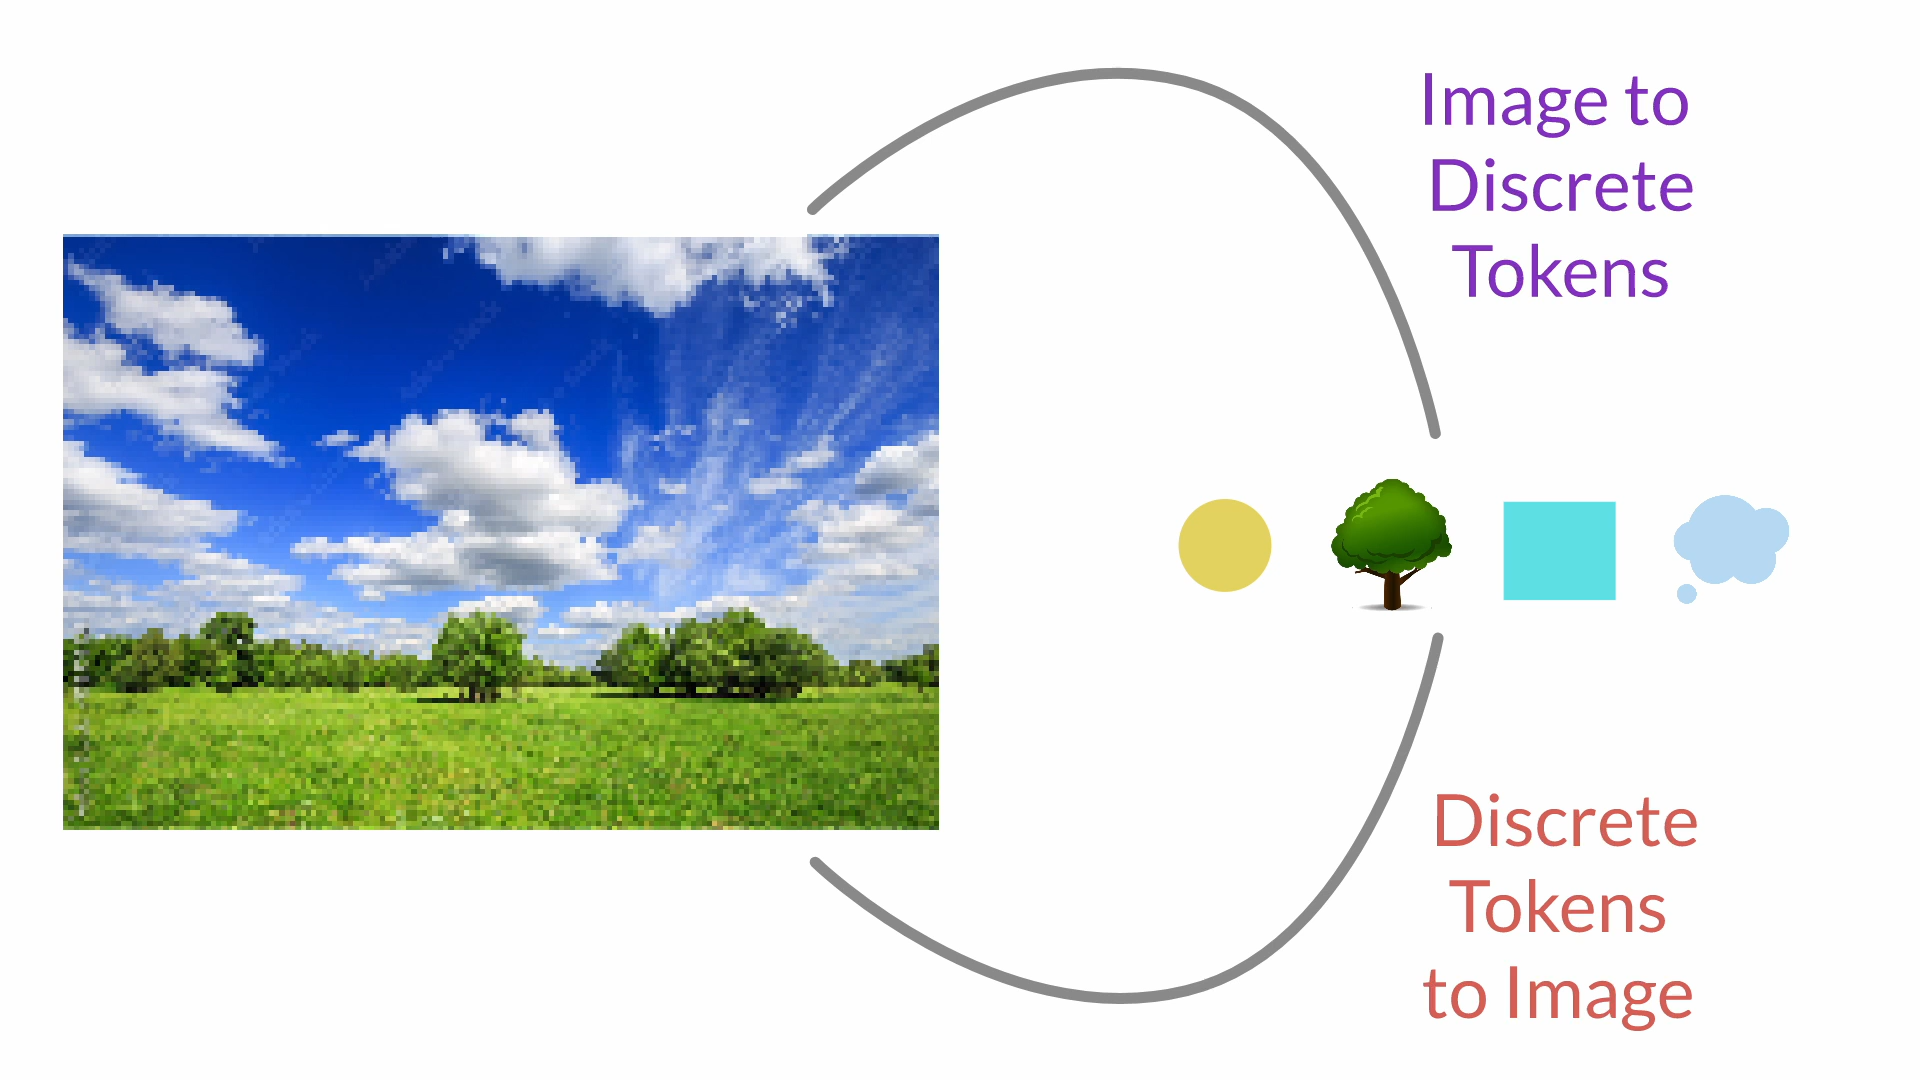 Image to
Discrete
Tokens
Discrete
Tokens
to Image